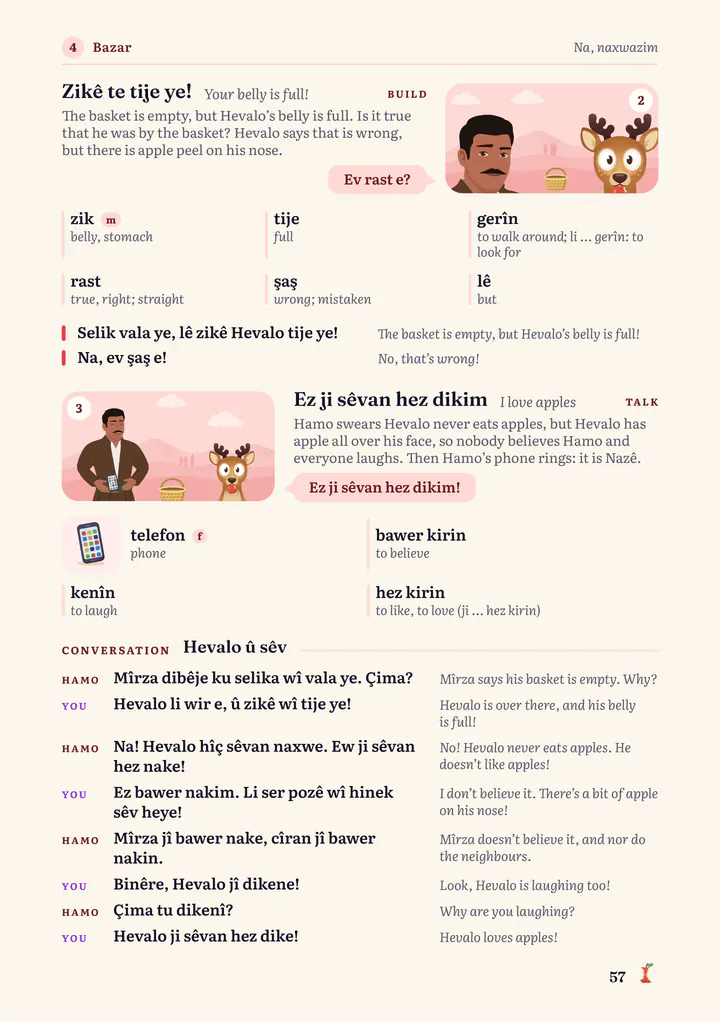 4 Bazar
Na, naxwazim
Zikê te tije ye! Your belly is full!
BUILD
The basket is empty, but Hevalo’s belly is full. Is it true
that he was by the basket? Hevalo says that is wrong,
but there is apple peel on his nose.
Ev rast e?
2
zik m
belly, stomach
tije
full
gerîn
to walk around; li … gerîn: to
look for
rast
true, right; straight
şaş
wrong; mistaken
lê
but
Selik vala ye, lê zikê Hevalo tije ye! The basket is empty, but Hevalo’s belly is full!
Na, ev şaş e! No, that’s wrong!
3
Ez ji sêvan hez dikim I love apples
TALK
Hamo swears Hevalo never eats apples, but Hevalo has
apple all over his face, so nobody believes Hamo and
everyone laughs. Then Hamo’s phone rings: it is Nazê.
Ez ji sêvan hez dikim!
telefon f
phone
bawer kirin
to believe
kenîn
to laugh
hez kirin
to like, to love (ji … hez kirin)
CONVERSATION Hevalo û sêv
HAMO Mîrza dibêje ku selika wî vala ye. Çima? Mîrza says his basket is empty. Why?
YOU Hevalo li wir e, û zikê wî tije ye! Hevalo is over there, and his belly
is full!
HAMO Na! Hevalo hîç sêvan naxwe. Ew ji sêvan No! Hevalo never eats apples. He
hez nake! doesn’t like apples!
YOU Ez bawer nakim. Li ser pozê wî hinek I don’t believe it. There’s a bit of apple
sêv heye! on his nose!
HAMO Mîrza jî bawer nake, cîran jî bawer Mîrza doesn’t believe it, and nor do
nakin. the neighbours.
YOU Binêre, Hevalo jî dikene! Look, Hevalo is laughing too!
HAMO Çima tu dikenî? Why are you laughing?
YOU Hevalo ji sêvan hez dike! Hevalo loves apples!
57